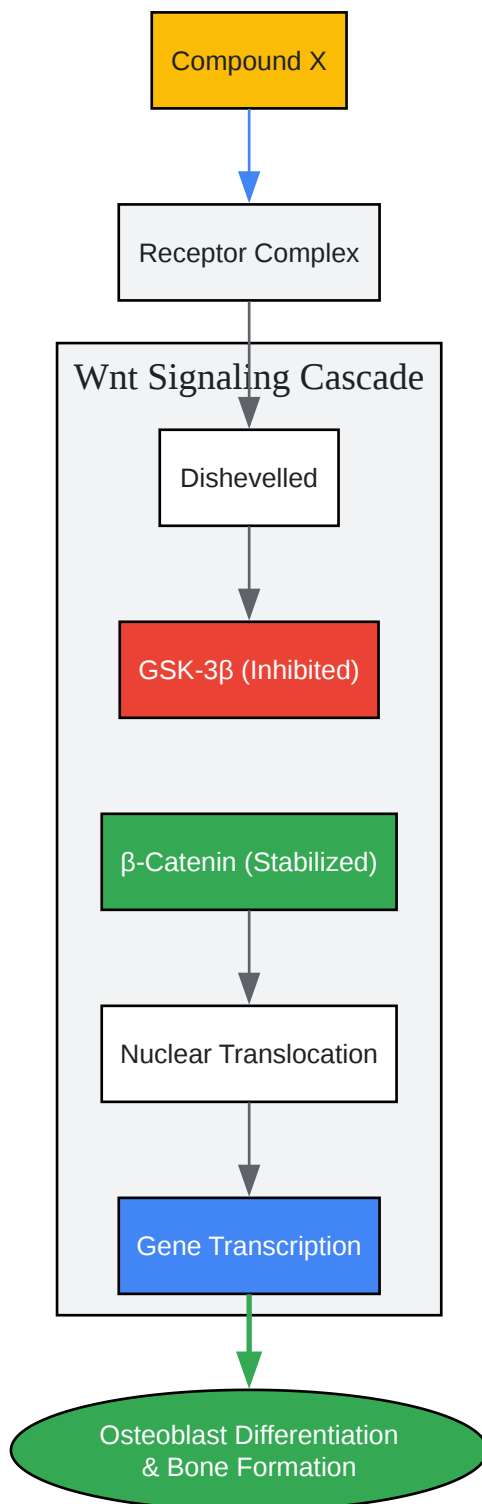 Compound X
Receptor Complex
Wnt Signaling Cascade
Dishevelled
GSK-3β (Inhibited)
β-Catenin (Stabilized)
Nuclear Translocation
Gene Transcription
Osteoblast Differentiation
& Bone Formation